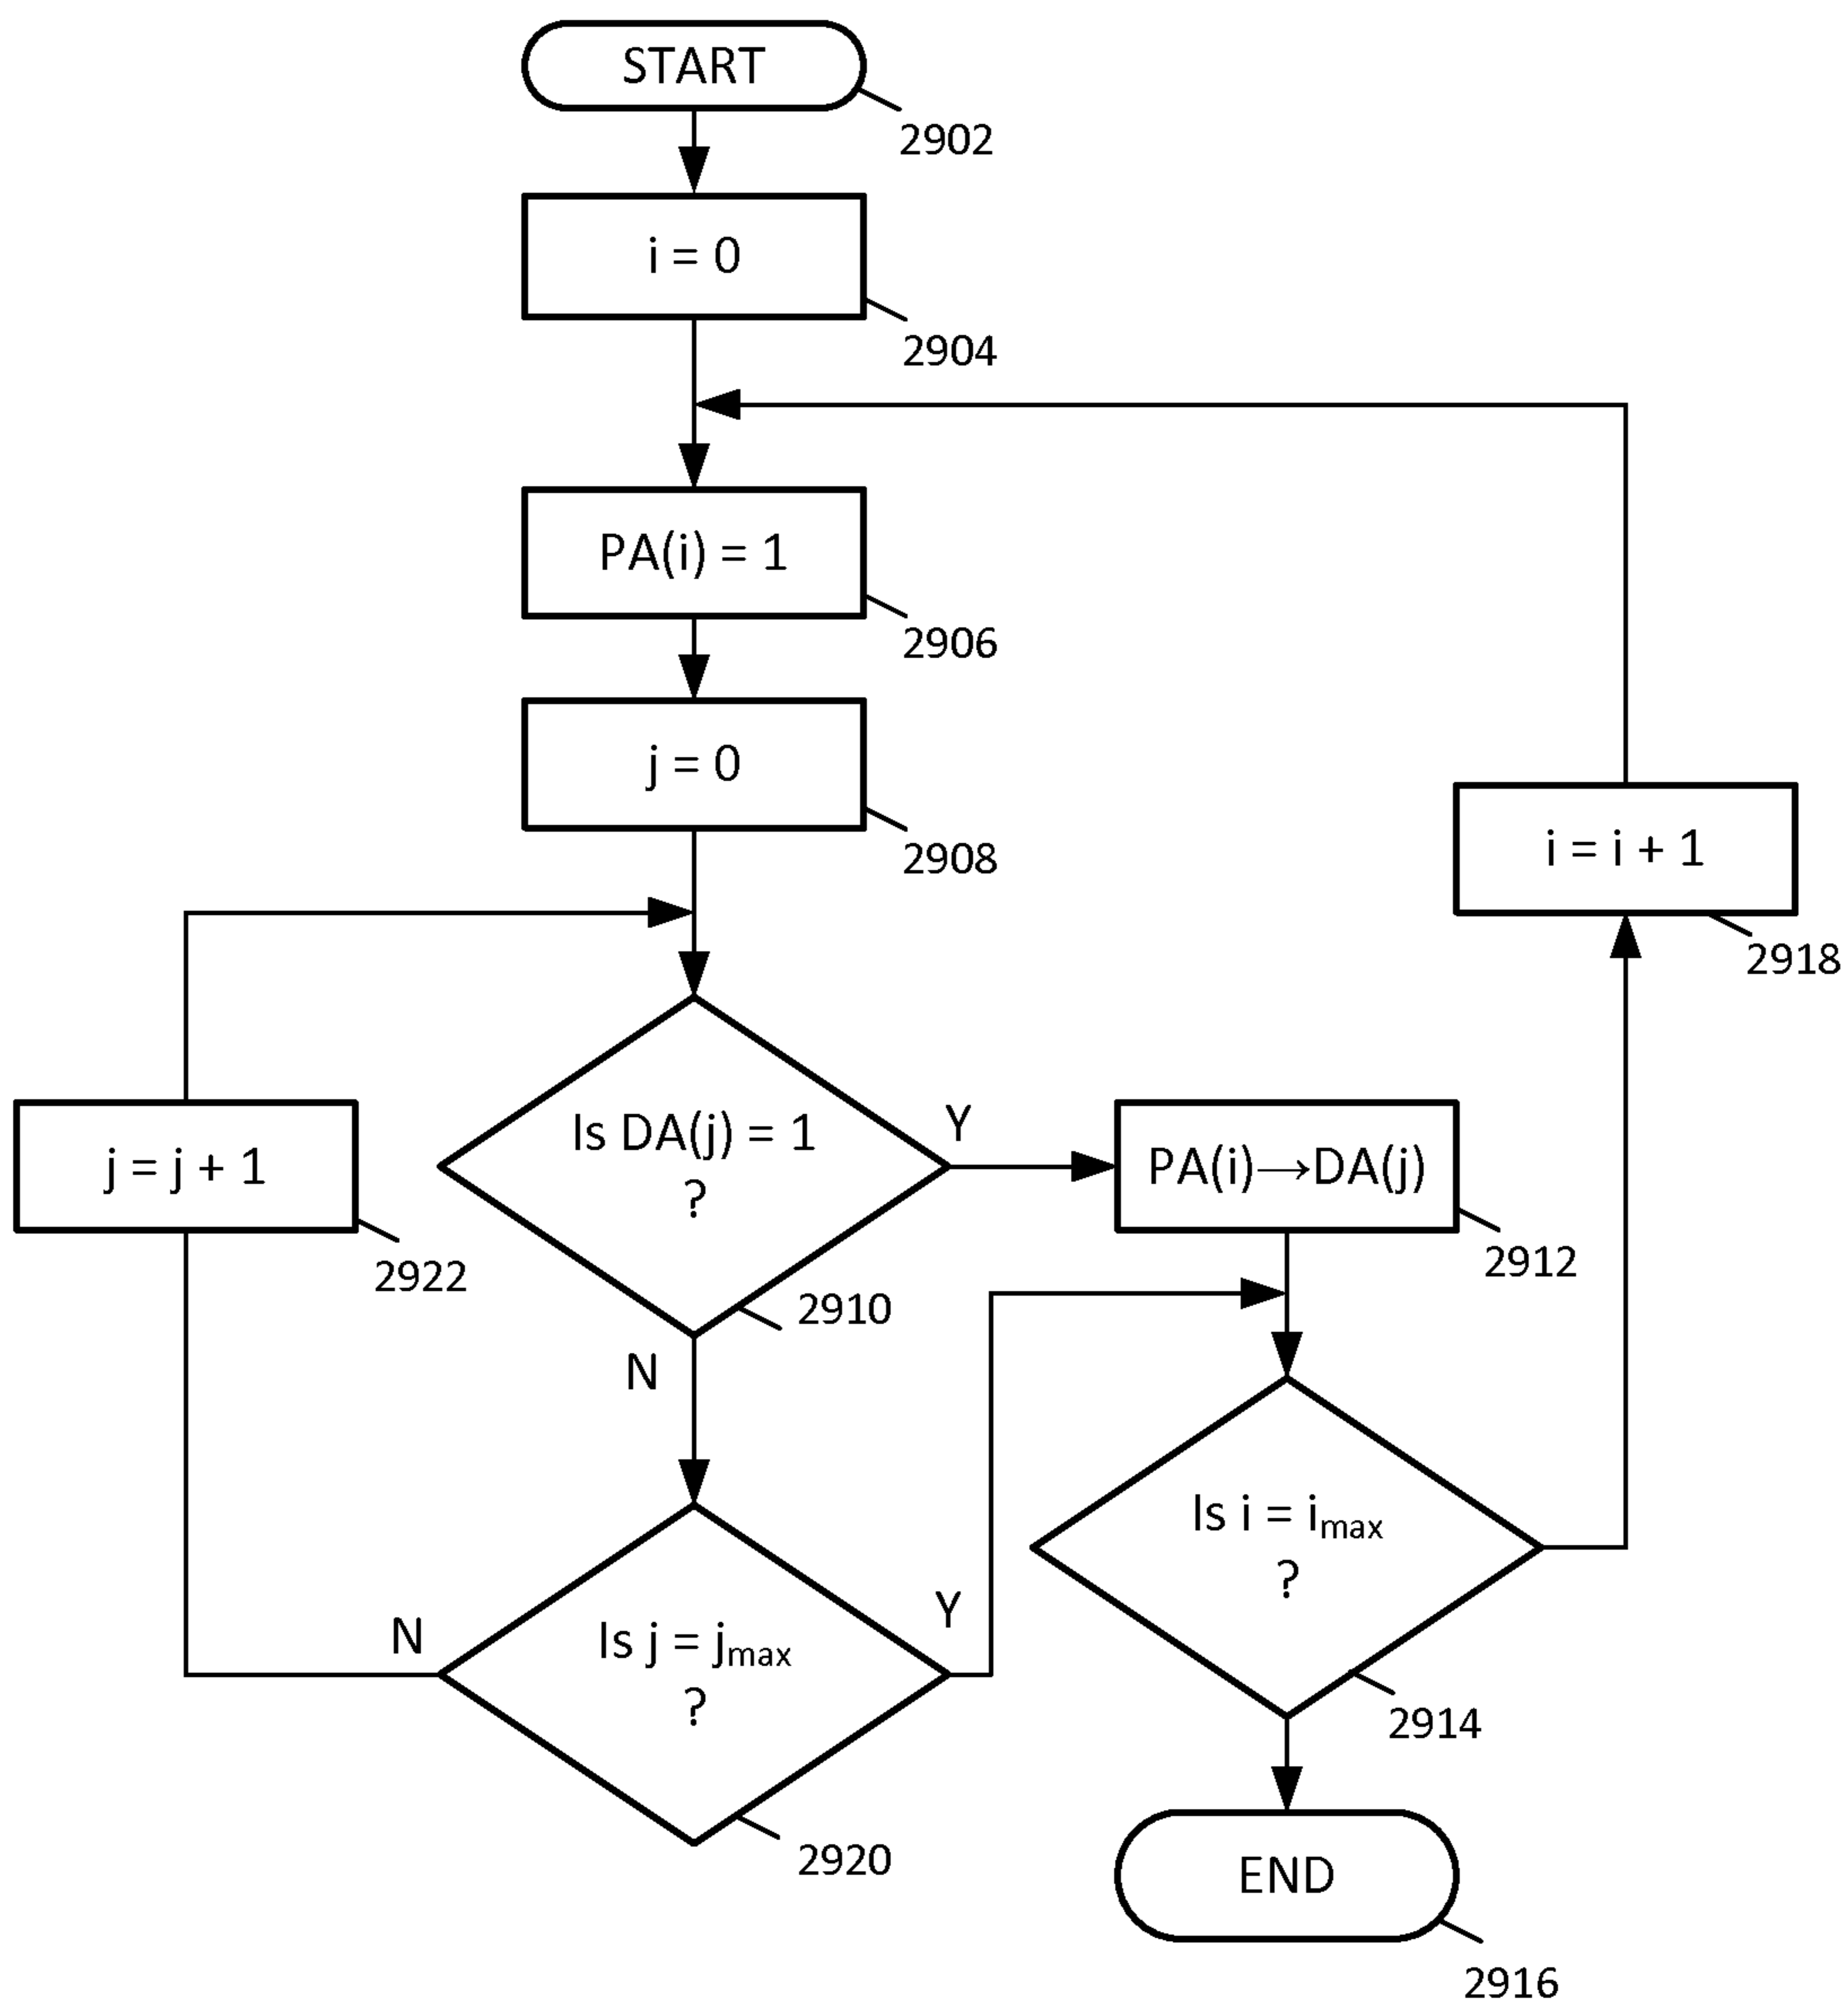 START
2902
i = 0
2904
PA(i) = 1
2906
j = 0
2908
i = i + 1
2918
Is DA(j) = 1
?
Y
2910
N
j = j + 1
2922
PA(i)→DA(j)
2912
Is i = imax
?
2914
Is j = jmax
?
N
Y
2920
END
2916